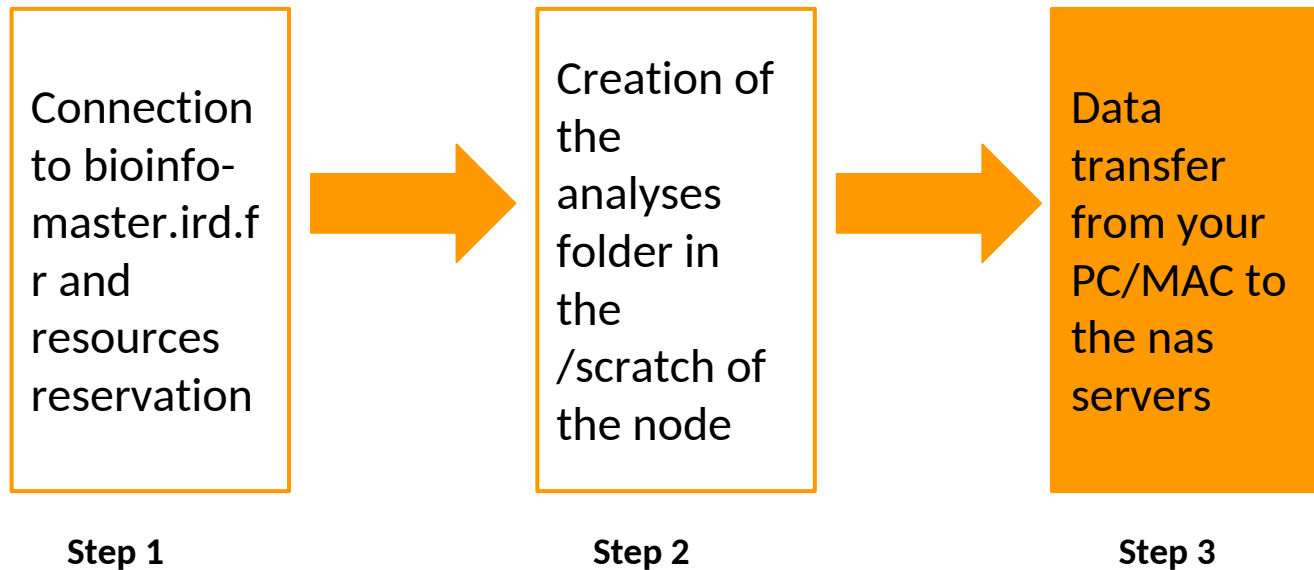 Connection
to bioinfo-
master.ird.f
r and
resources
reservation
Creation of
the
analyses
folder in
the
/scratch of
the node
Data
transfer
from your
PC/MAC to
the nas
servers
Step 1
Step 2
Step 3